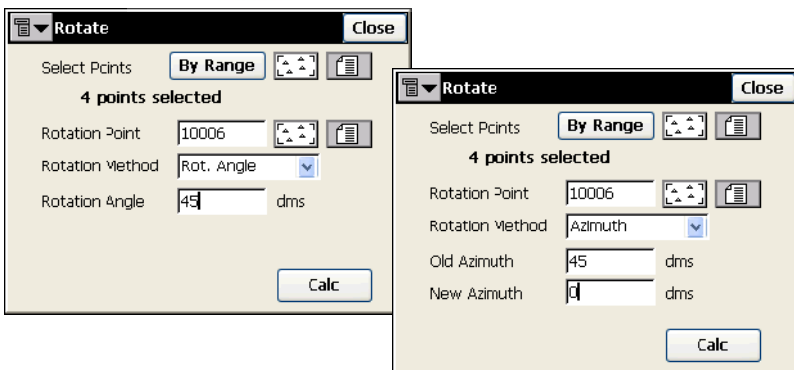 Rotate Close
Select Points By Range
4 points selected
Rotation Point 10006
Rotation Method Rot. Angle
Rotation Angle 45 dms
Calc
Rotate Close
Select Points By Range
4 points selected
Rotation Point 10006
Rotation Method Azimuth
Old Azimuth 45 dms
New Azimuth 0 dms
Calc